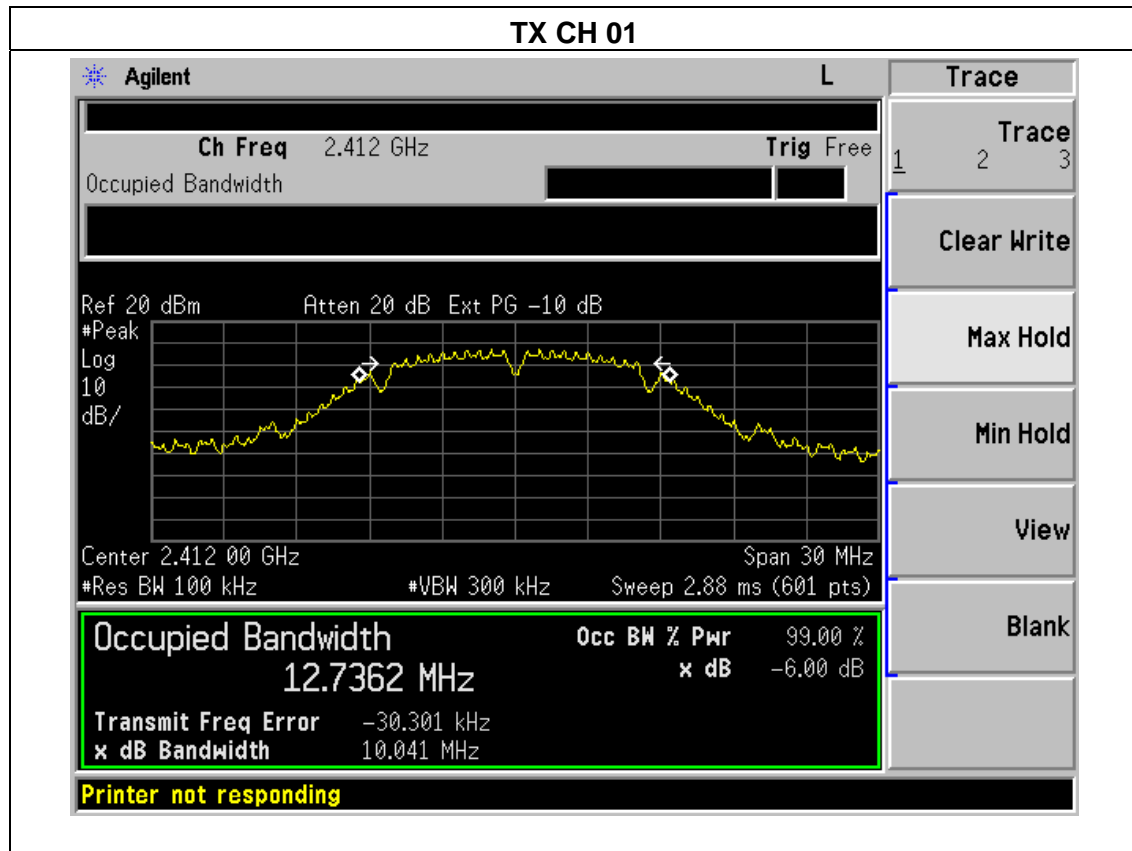 TX CH 01
Agilent L Trace
Ch Freq 2.412 GHz Trig Free
Occupied Bandwidth
Trace
1 2 3
Clear Write
Max Hold
Min Hold
View
Blank
Ref 20 dBm Atten 20 dB Ext PG -10 dB
#Peak
Log
10
dB/
Center 2.412 00 GHz Span 30 MHz
#Res BW 100 kHz #VBW 300 kHz Sweep 2.88 ms (601 pts)
Occupied Bandwidth Occ BW % Pwr 99.00 %
12.7362 MHz x dB -6.00 dB
Transmit Freq Error -30.301 kHz
x dB Bandwidth 10.041 MHz
Printer not responding